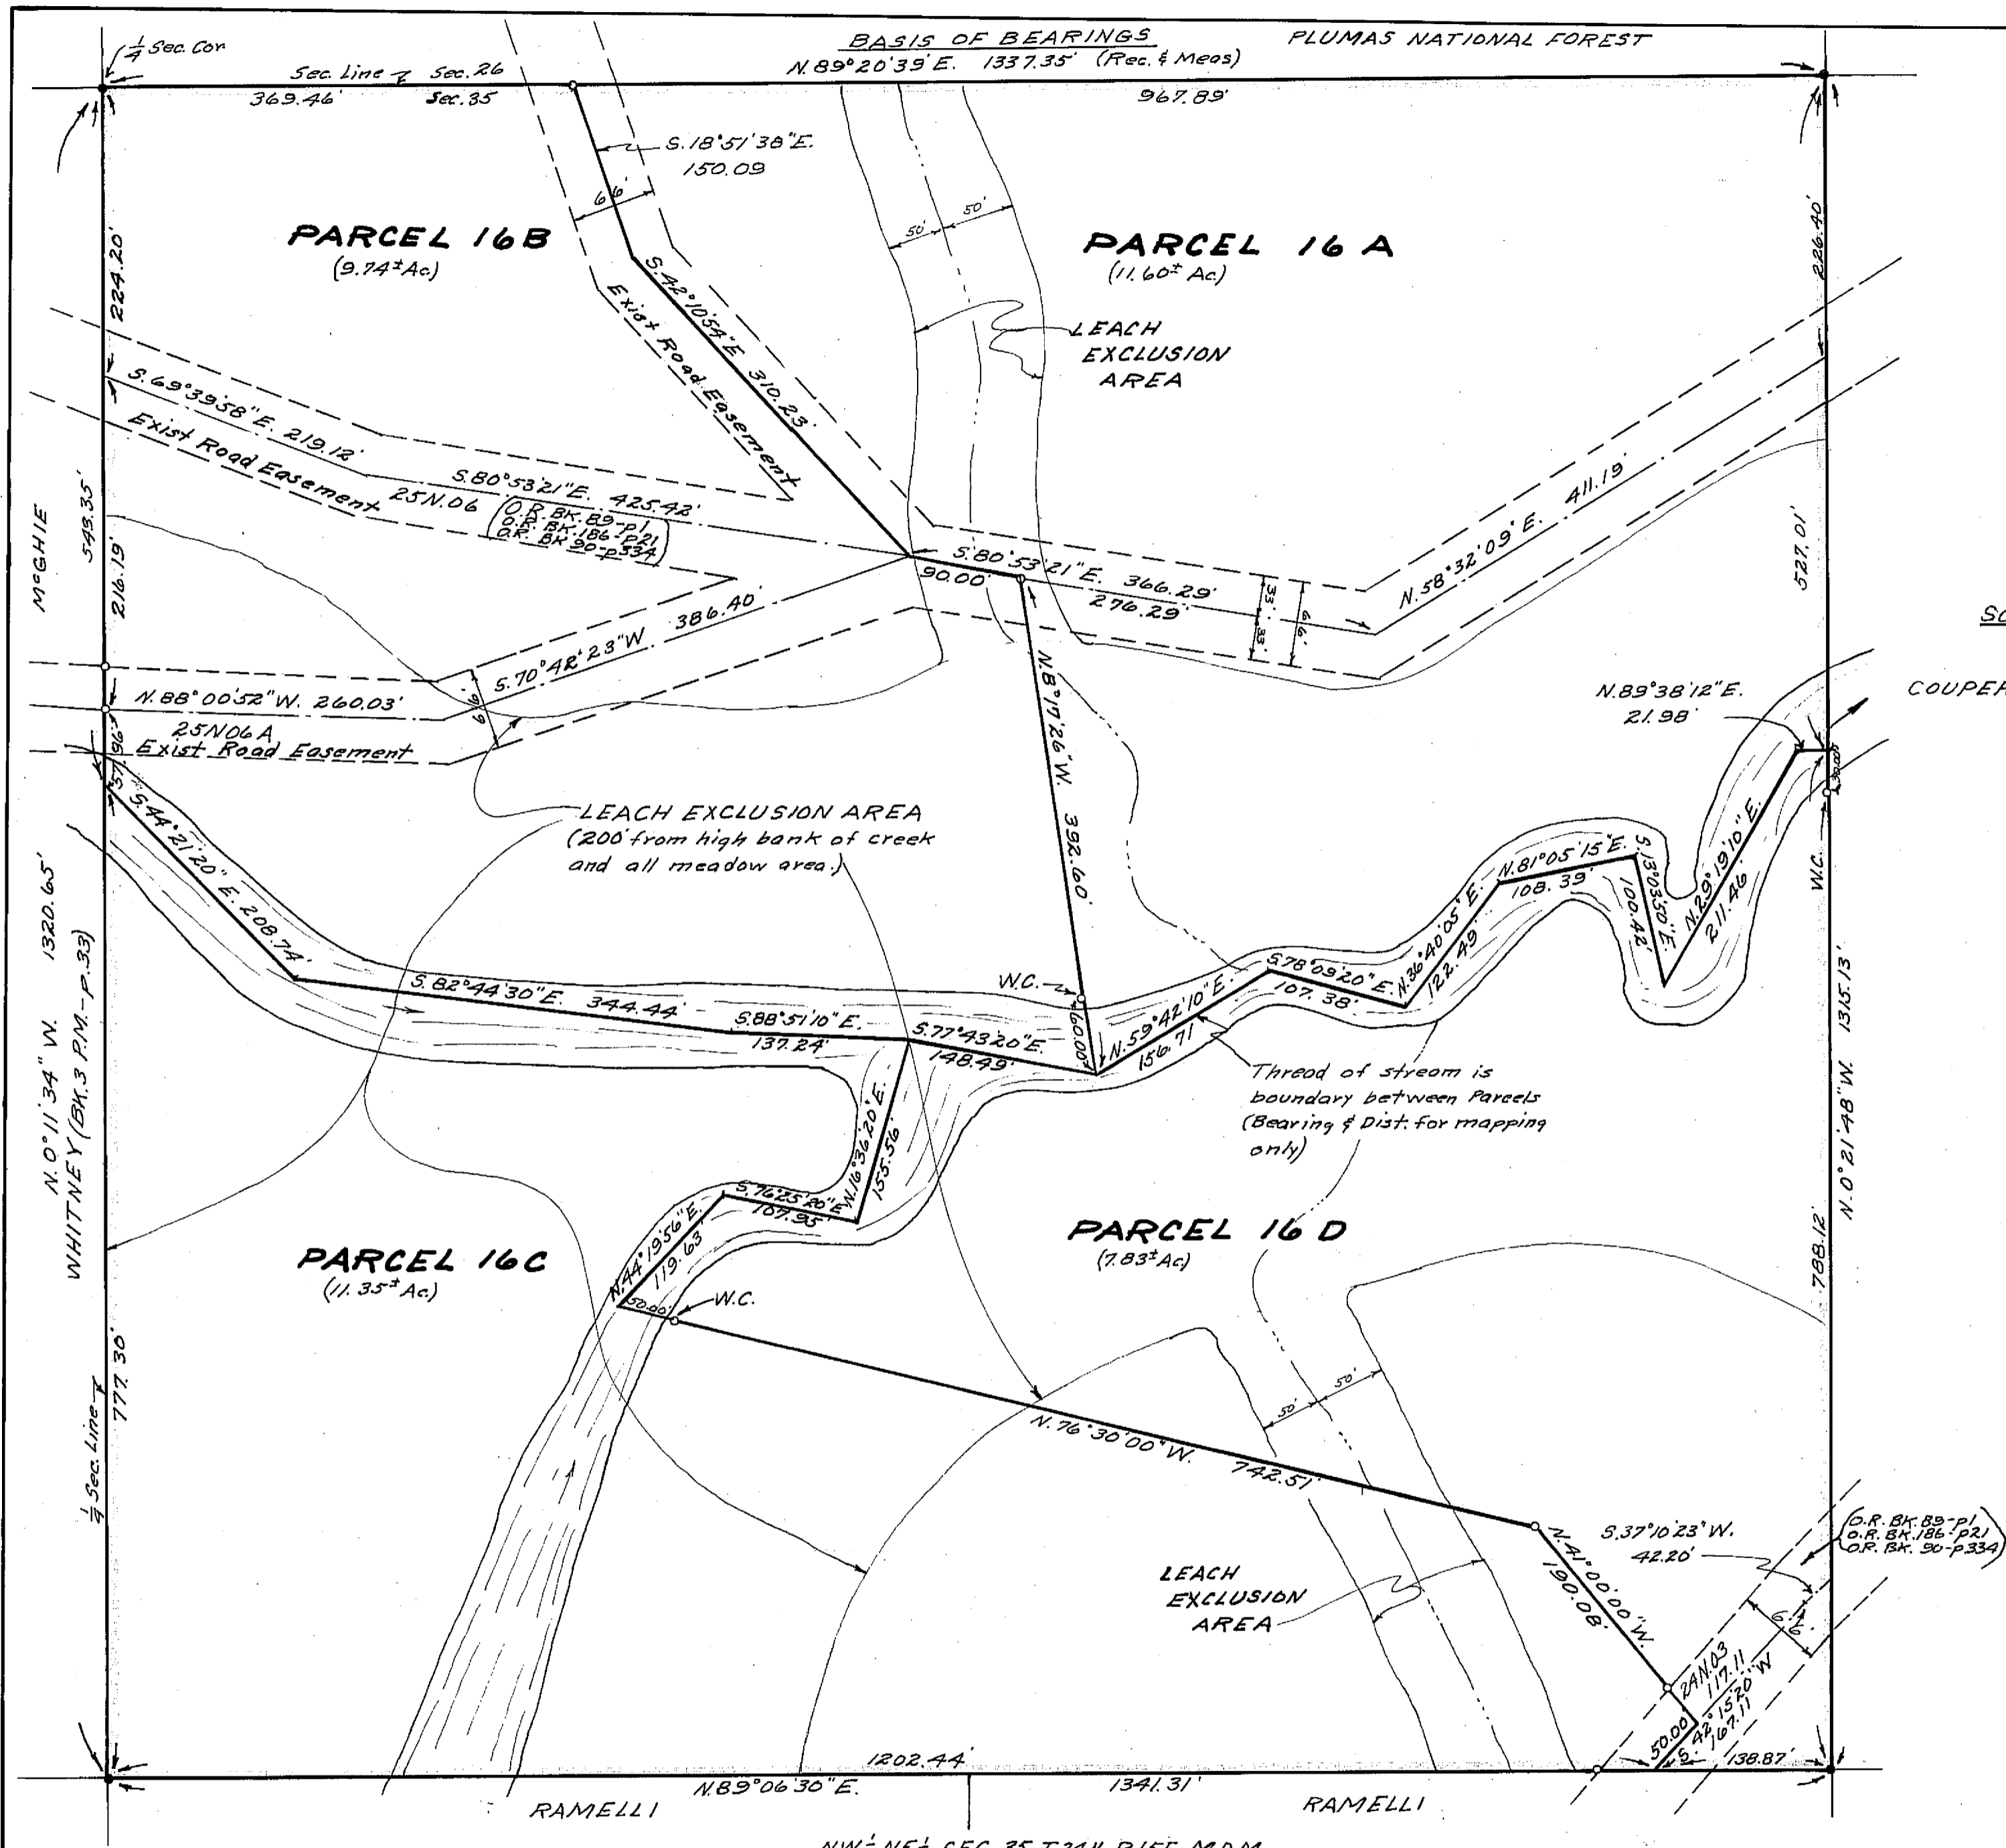 BASIS OF BEARINGS
PLUMAS NATIONAL FOREST
N.89°20'39"E. 1337.35' (Rec. & Meas)
1/4 Sec. Cor
Sec. Line Sec. 26
369.46' Sec. 35
967.89'
S.18°51'38"E.
150.09
66'
PARCEL 16B
(9.74± Ac.)
50' 50'
PARCEL 16 A
(11.60± Ac.)
224.20'
226.40'
S.42°10'54"E. 310.23'
Exist Road Easement
LEACH
EXCLUSION
AREA
S.69°39'58"E. 219.12'
Exist Road Easement
S.80°53'21"E. 425.42'
25N.06
(O.R. BK. 89-p1
O.R. BK. 186-p21
O.R. BK 90-p334)
McGHIE
543.35'
216.19'
S.80°53'21"E. 366.29'
90.00'
276.29'
33' 33'
66'
N.58°32'09"E. 411.19'
527.01'
S.70°42'23"W 386.40'
66'
N.88°00'52"W. 260.03'
25N06A
Exist Road Easement
57.96'
N.8°17'26"W. 392.60'
N.89°38'12"E.
21.98'
COUPER
30.00'
W.C.
S.44°21'20"E. 208.74'
LEACH EXCLUSION AREA
(200' from high bank of creek
and all meadow area.)
S.82°44'30"E. 344.44'
S.88°51'10"E.
137.24'
S.77°43'20"E.
148.49'
W.C.
60.00'
N.59°42'10"E.
156.71
S.78°09'20"E.
107.38'
N.36°40'05"E.
122.49'
N.81°05'15"E.
108.39'
S.13°03'50"E.
100.42'
N.29°19'10"E.
211.46'
Thread of stream is
boundary between Parcels
(Bearing & Dist. for mapping
only)
N.0°11'34"W. 1320.65'
WHITNEY (BK.3 P.M.-p.33)
N.0°21'48"W. 1315.13'
N.16°36'20"E.
155.56'
S.76°25'20"E.
107.95'
N.44°19'56"E.
119.63'
50.00'
W.C.
PARCEL 16C
(11.35± Ac.)
PARCEL 16 D
(7.83± Ac.)
788.12'
1/4 Sec. Line
777.30'
50' 50'
N.76°30'00"W. 742.51'
LEACH
EXCLUSION
AREA
N.41°00'00"W.
190.08'
S.37°10'23"W.
42.20'
(O.R. BK. 89-p1
O.R. BK. 186-p21
O.R. BK. 90-p334)
66'
24N.03
117.11
S. 42°15'20"W
167.11
50.00'
138.87'
1202.44'
N.89°06'30"E.
1341.31'
RAMELLI
RAMELLI